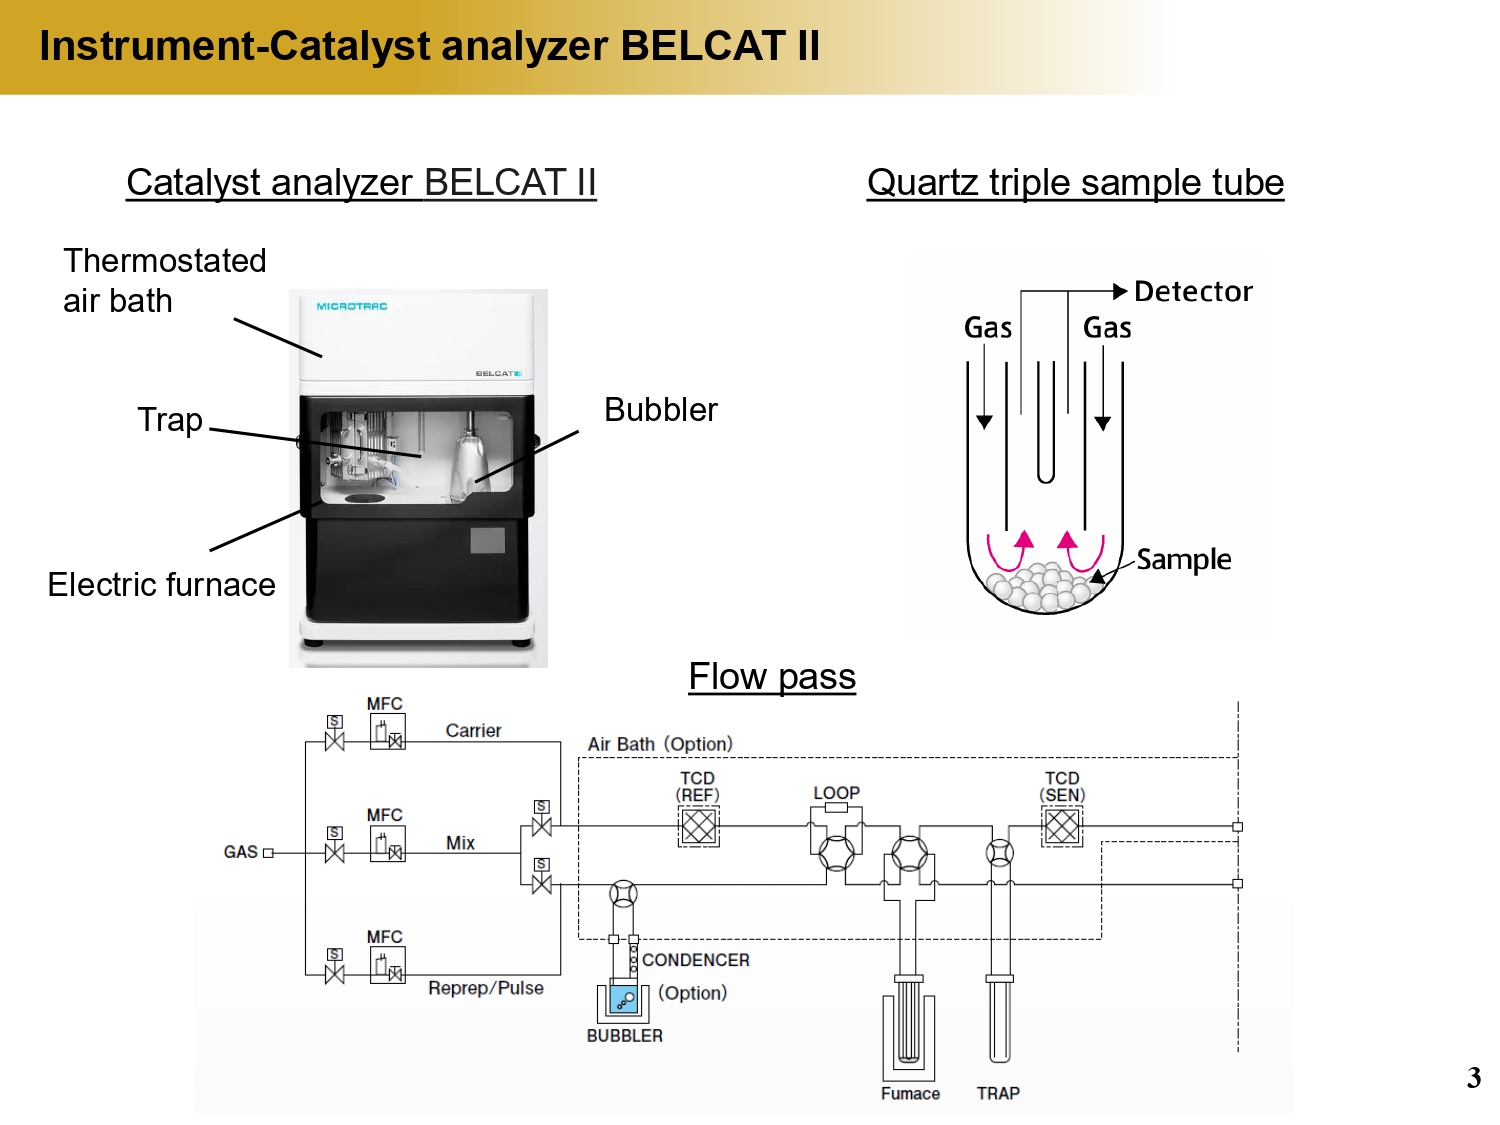 Instrument-Catalyst analyzer BELCAT II
Catalyst analyzer BELCAT II
Quartz triple sample tube
Thermostated
air bath
MICROTRAC
BELCAT II
Trap
Bubbler
Electric furnace
Detector
Gas
Gas
Sample
Flow pass
MFC
S
Carrier
Air Bath (Option)
TCD
(REF)
LOOP
TCD
(SEN)
MFC
S
S
Mix
GAS
S
MFC
S
Reprep/Pulse
CONDENCER
(Option)
BUBBLER
Fumace
TRAP
3